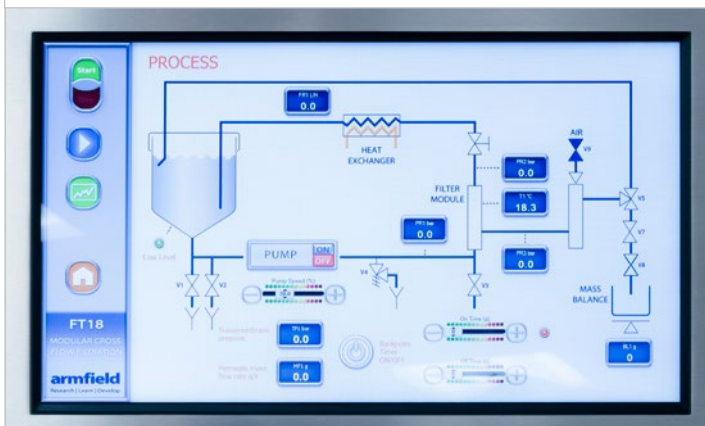 Start
PROCESS
FR1 L/H
0.0
HEAT
EXCHANGER
AIR
V9
PR2 bar
0.0
FILTER
MODULE
T1 °C
18.3
V5
PR1 bar
0.0
V7
PUMP
ON
OFF
PR3 bar
0.0
Low Level
V8
Pump Speed (%)
V1
V2
V4
V3
MASS
BALANCE
On Time (s)
FT18
MODULAR CROSS
FLOW FILTRATION
Transmembrane
pressure
TP1 bar
0.0
Backpulse
Timer
ON/OFF
BL1 g
0
Permeate mass
flow rate g/s
0.0
armfield
Research | Learn | Develop